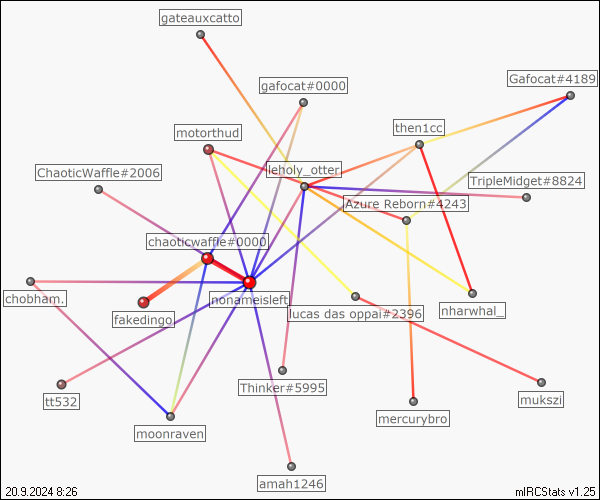 gateauxcatto
Gafocat#4189
gafocat#0000
then1cc
motorthud
leholy_otter
ChaoticWaffle#2006
TripleMidget#8824
Azure Reborn#4243
chaoticwaffle#0000
chobham.
nonameisleft
fakedingo
lucas das oppai#2396
nharwhal_
Thinker#5995
tt532
mukszi
mercurybro
moonraven
amah1246
20.9.2024 8:26
mIRCStats v1.25